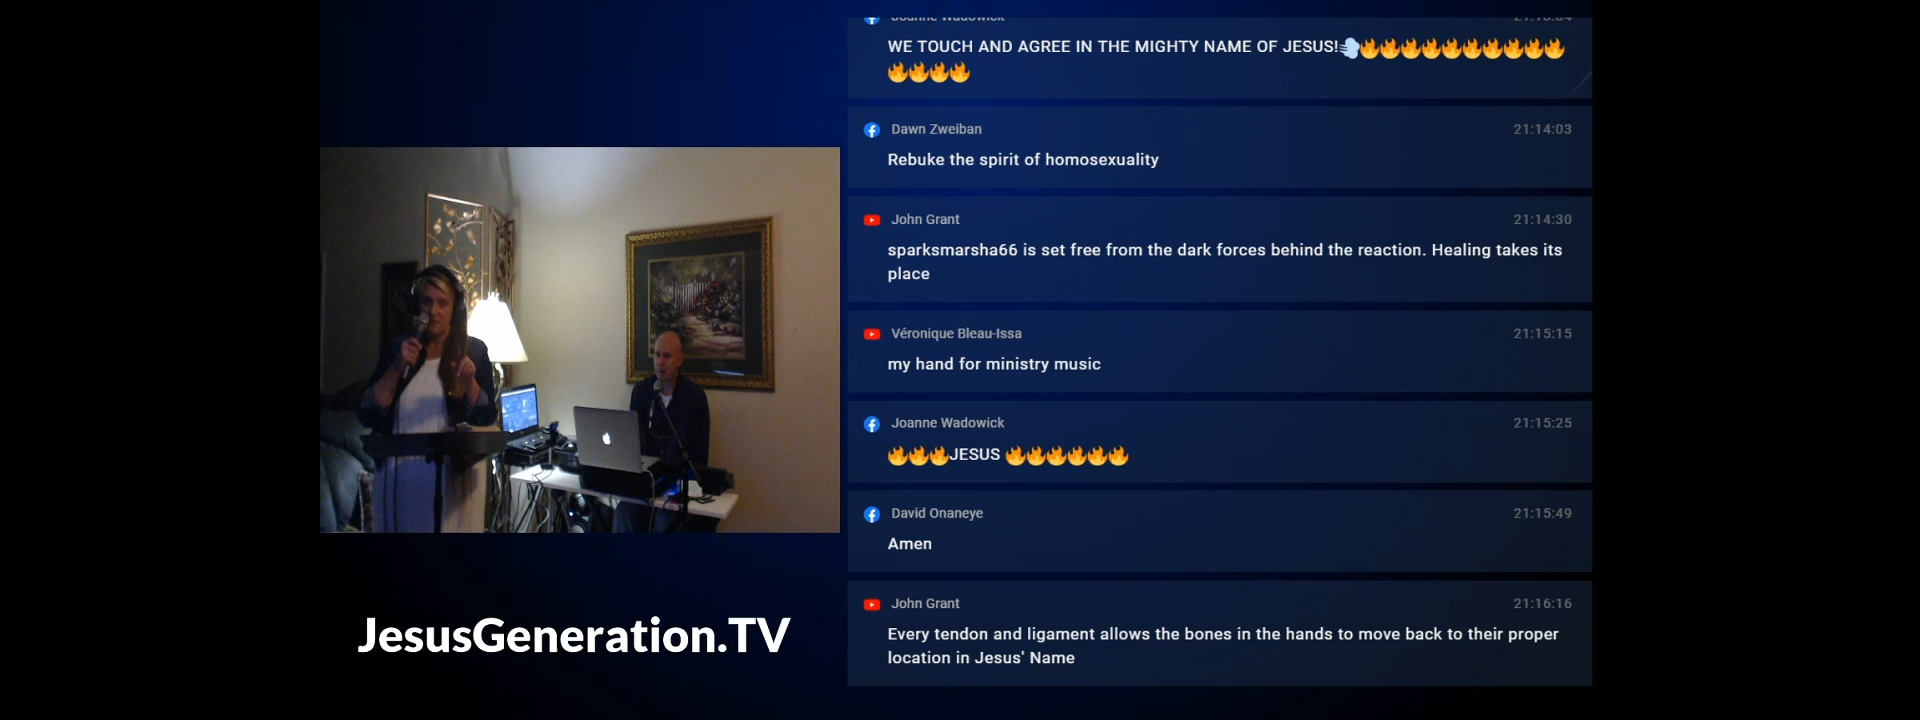 Joanne Wadowick 
WE TOUCH AND AGREE IN THE MIGHTY NAME OF JESUS!💨🔥🔥🔥🔥🔥🔥🔥🔥🔥🔥
🔥🔥🔥🔥
Dawn Zweiban 21:14:03
Rebuke the spirit of homosexuality
John Grant 21:14:30
sparksmarsha66 is set free from the dark forces behind the reaction. Healing takes its
place
Véronique Bleau-Issa 21:15:15
my hand for ministry music
Joanne Wadowick 21:15:25
🔥🔥🔥JESUS 🔥🔥🔥🔥🔥🔥
David Onaneye 21:15:49
Amen
John Grant 21:16:16
Every tendon and ligament allows the bones in the hands to move back to their proper
location in Jesus' Name
JesusGeneration.TV